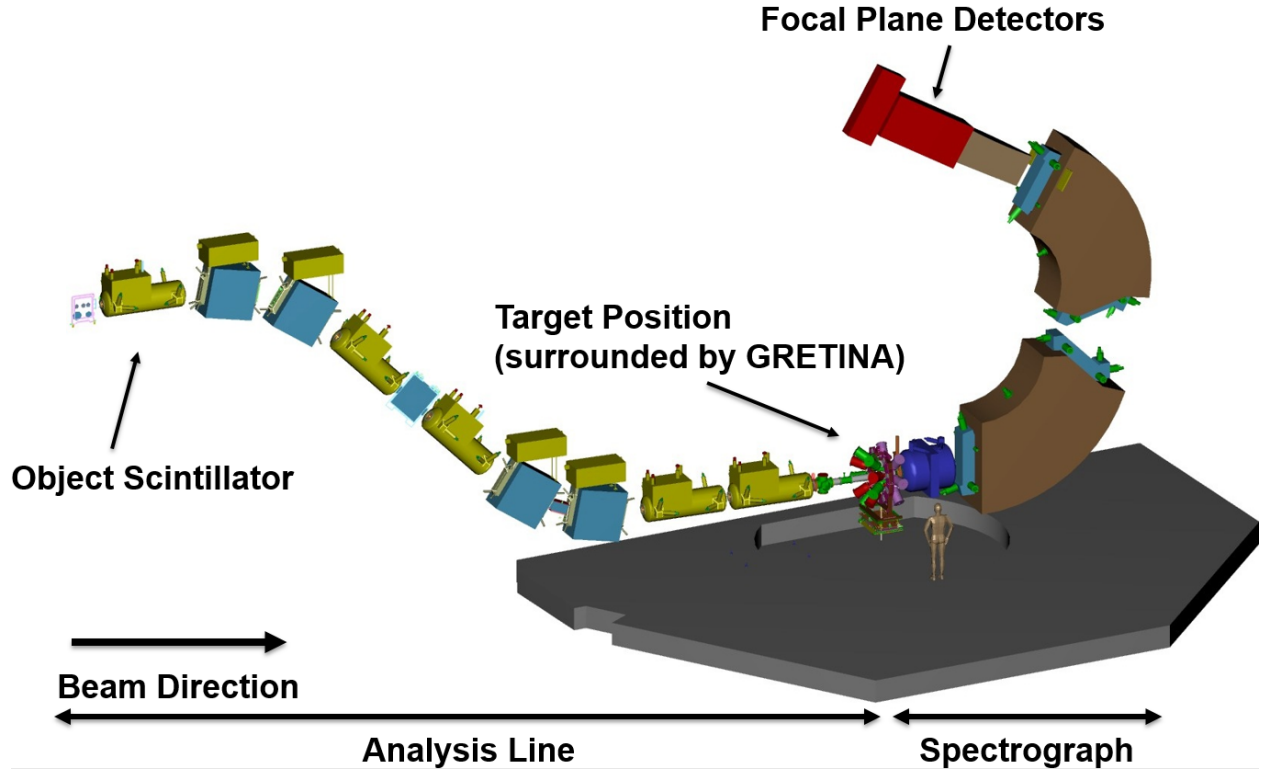 Focal Plane Detectors
Target Position
(surrounded by GRETINA)
Object Scintillator
Beam Direction
Analysis Line
Spectrograph